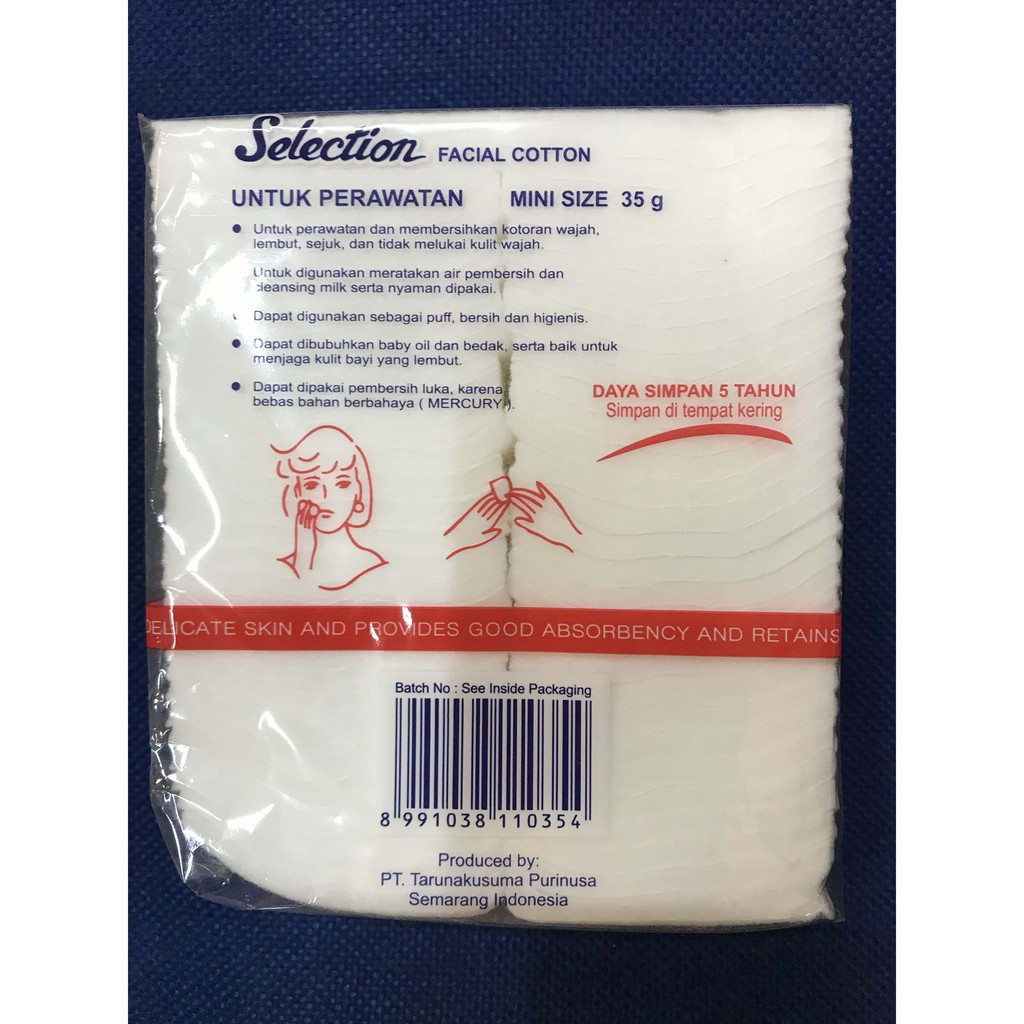 Selection FACIAL COTTON
UNTUK PERAWATAN MINI SIZE 35 g
• Untuk perawatan dan membersihkan kotoran wajah,
lembut, sejuk, dan tidak melukai kulit wajah.
Untuk digunakan meratakan air pembersih dan
cleansing milk serta nyaman dipakai.
• Dapat digunakan sebagai puff, bersih dan higienis.
• Dapat dibubuhkan baby oil dan bedak, serta baik untuk
menjaga kulit bayi yang lembut.
• Dapat dipakai pembersih luka, karena
bebas bahan berbahaya ( MERCURY ).
DAYA SIMPAN 5 TAHUN
Simpan di tempat kering
DELICATE SKIN AND PROVIDES GOOD ABSORBENCY AND RETAINS
Batch No : See Inside Packaging
8 991038 110354
Produced by:
PT. Tarunakusuma Purinusa
Semarang Indonesia